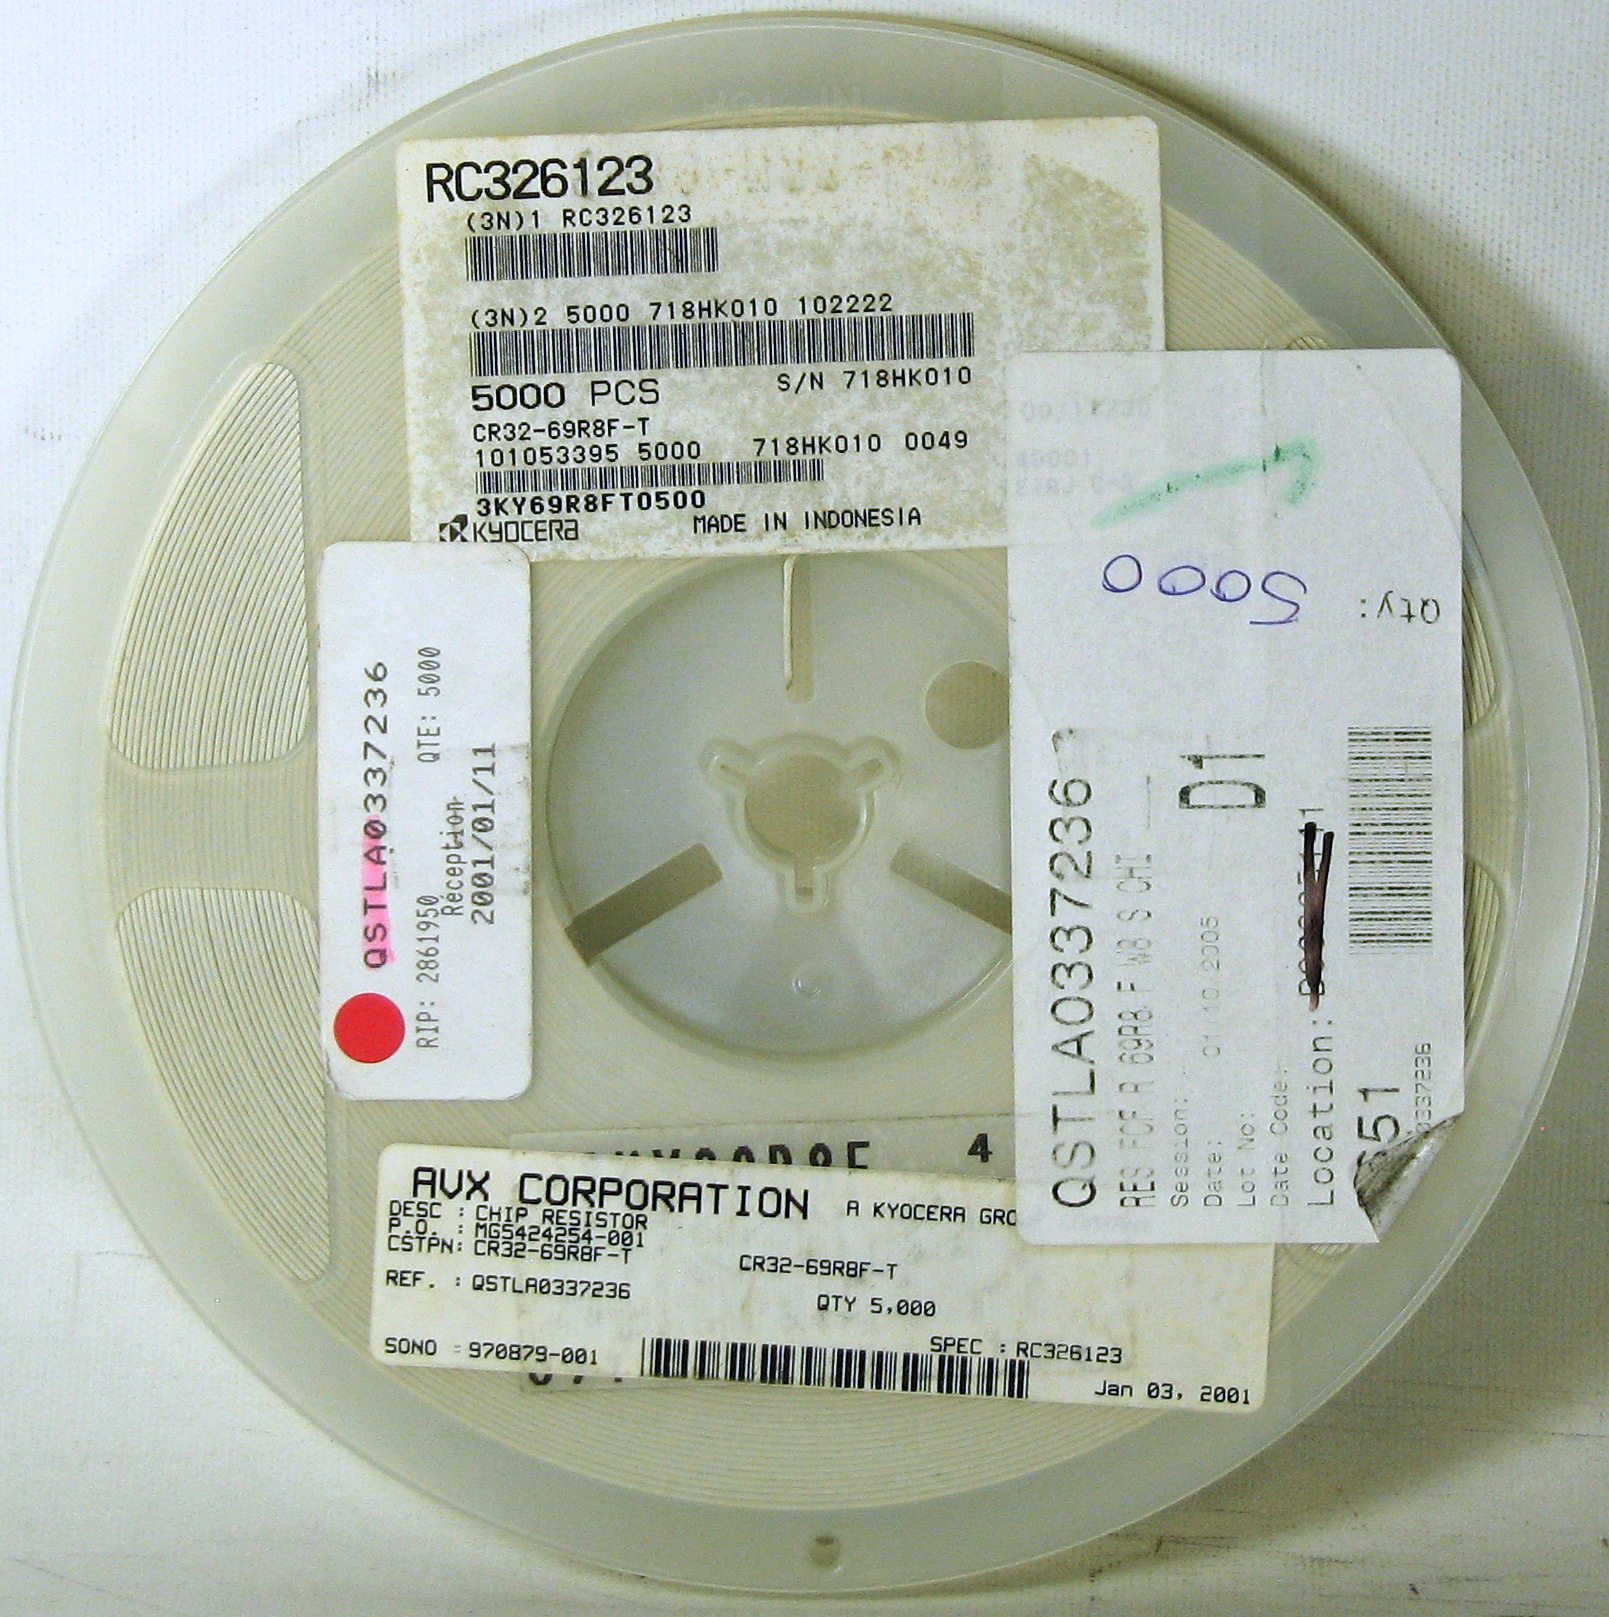 RC326123
(3N)1 RC326123
(3N)2 5000 718HK010 102222
5000 PCS S/N 718HK010
CR32-69R8F-T
101053395 5000 718HK010 0049
3KY69R8FT0500
KYOCERA MADE IN INDONESIA
QSTLA0337236
QTE: 5000
RIP: 2861950
Réception
2001/01/11
Qty: 5000
QSTLA0337236
RES FCF R 69R8 F W8 S CHI
D1
Session:
Date: 01 10 2005
Lot No:
Date Code:
Location:
551
0337236
4
AVX CORPORATION A KYOCERA GRO
DESC : CHIP RESISTOR
P.O. : MG5424254-001
CSTPN: CR32-69R8F-T CR32-69R8F-T
REF. : QSTLA0337236 QTY 5,000
SONO : 970879-001 SPEC : RC326123
Jan 03, 2001